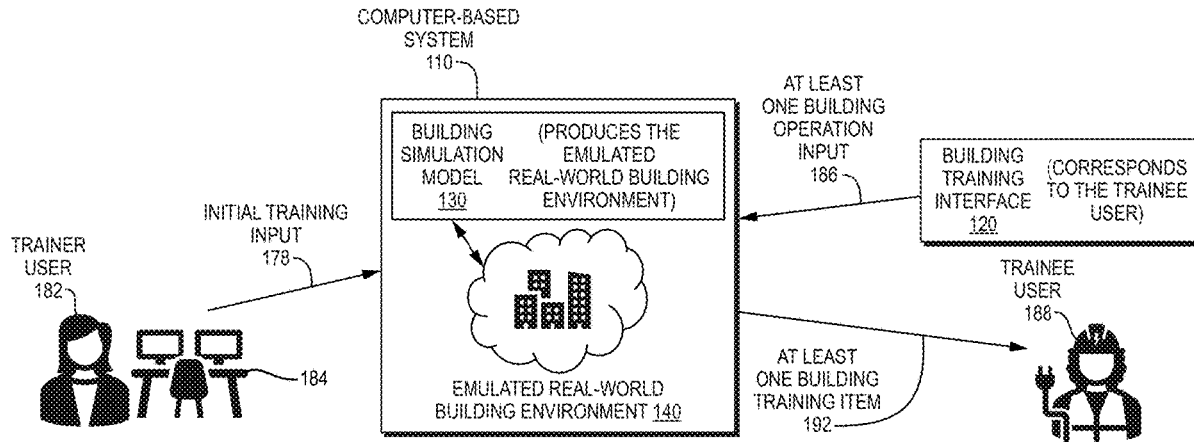 COMPUTER-BASED
SYSTEM
110
BUILDING
SIMULATION
MODEL
130
(PRODUCES THE
EMULATED
REAL-WORLD BUILDING
ENVIRONMENT)
EMULATED REAL-WORLD
BUILDING ENVIRONMENT 140
INITIAL TRAINING
INPUT
178
TRAINER
USER
182
184
AT LEAST
ONE BUILDING
OPERATION
INPUT
186
BUILDING
TRAINING
INTERFACE
120
(CORRESPONDS
TO THE TRAINEE
USER)
TRAINEE
USER
188
AT LEAST
ONE BUILDING
TRAINING ITEM
192